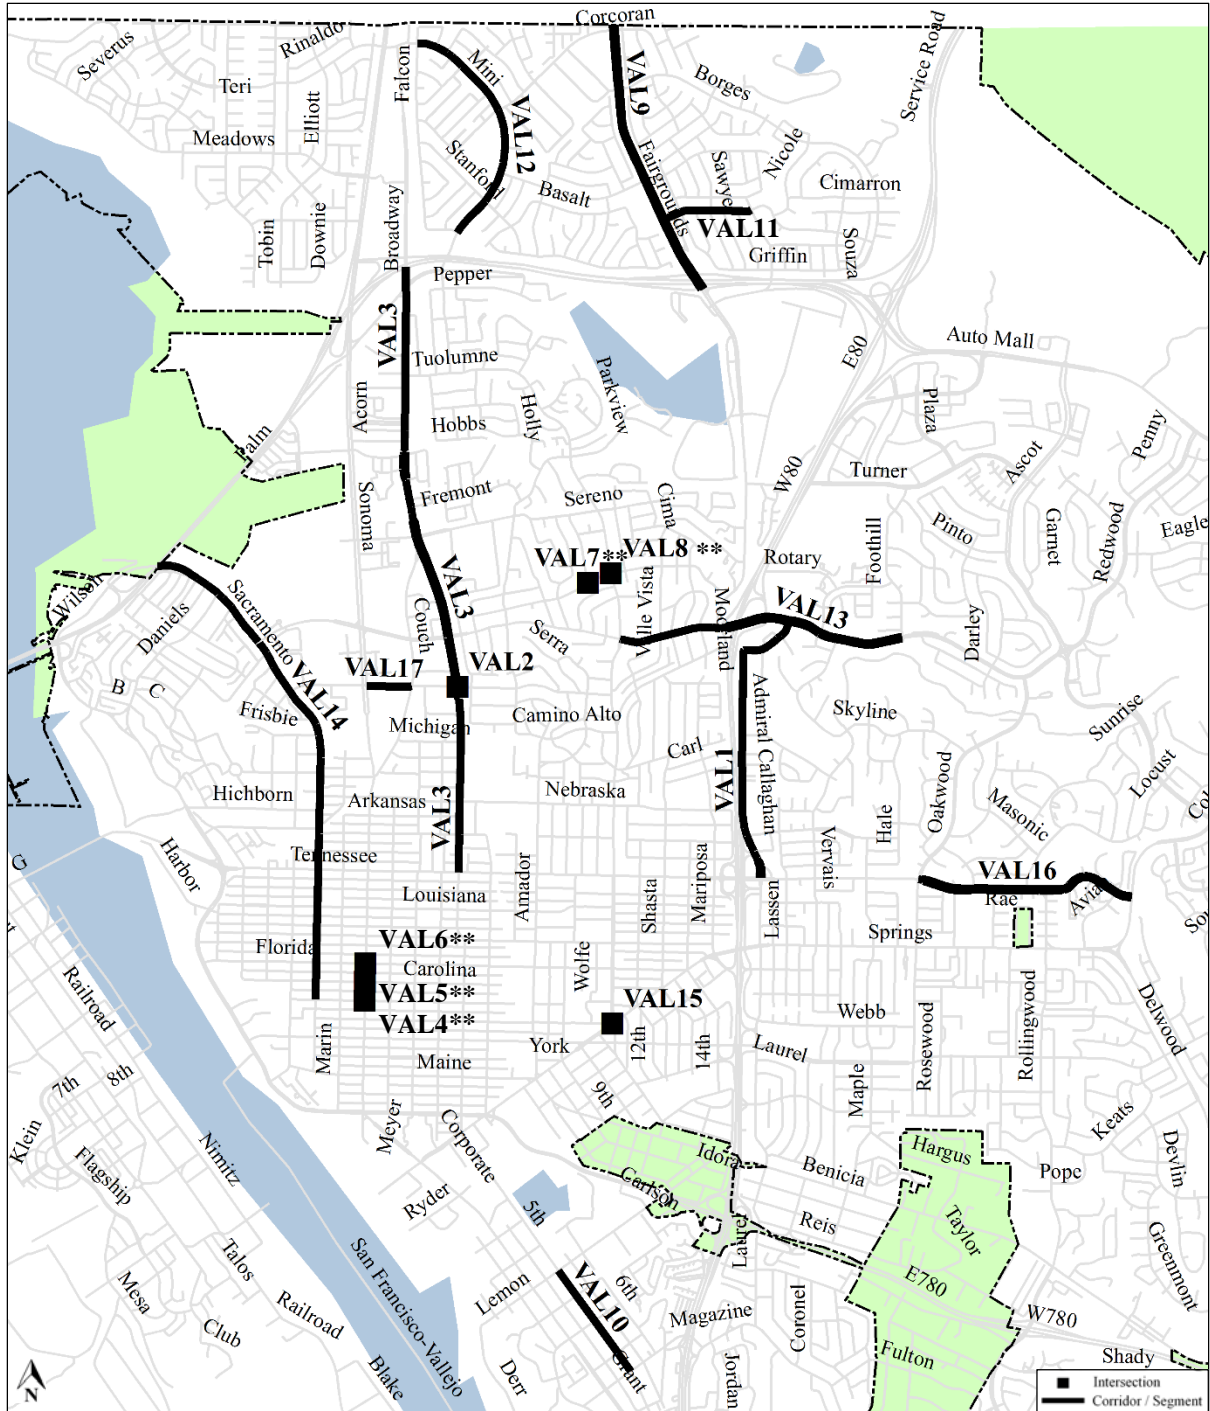 Corcoran
Severus
Rinaldo
Falcon
Mini
VAL9
Borges
Service Road
Teri
Elliott
Meadows
VAL12
Stanford
Basalt
Fairgrounds
Sawye
Nicole
Cimarron
VAL11
Tobin
Downie
Broadway
Griffin
Souza
Pepper
VAL3
Tuolumne
Parkview
E80
Auto Mall
Acorn
Hobbs
Holly
Plaza
Palm
Penny
W80
Turner
Ascot
Sonoma
Fremont
Sereno
Cima
Foothill
Pinto
Garnet
Redwood
Eagle
VAL7**
VAL8 **
Rotary
Wilson
Daniels
Sacramento
VAL3
Couch
Serra
Ville Vista
Moorland
VAL13
Darley
VAL17
VAL2
B
C
VAL14
Frisbie
Michigan
Camino Alto
Carl
Admiral Callaghan
Skyline
Sunrise
VAL1
Oakwood
Locust
Hichborn
Arkansas
VAL3
Nebraska
Masonic
Col
Harbor
Tennessee
Vervais
Hale
G
Louisiana
Amador
Shasta
Mariposa
Lassen
VAL16
Rae
Avia
Sou
Florida
VAL6**
Carolina
Wolfe
Springs
Railroad
VAL5**
VAL4**
VAL15
Webb
Rosewood
Rollingwood
Delwood
Marin
Maine
York
12th
14th
Laurel
Maple
7th
8th
9th
Klein
Meyer
Corporate
Keats
Devlin
Flagship
Nimitz
Idora
Benicia
Hargus
Pope
Ryder
5th
Carlson
Reis
Taylor
Laurel
Greenmont
Talos
San Francisco-Vallejo
Lemon
VAL10
6th
E780
Mesa
Railroad
Magazine
Coronel
W780
Club
Blake
Derr
Grant
Jordan
Fulton
Shady
N
Intersection
Corridor / Segment